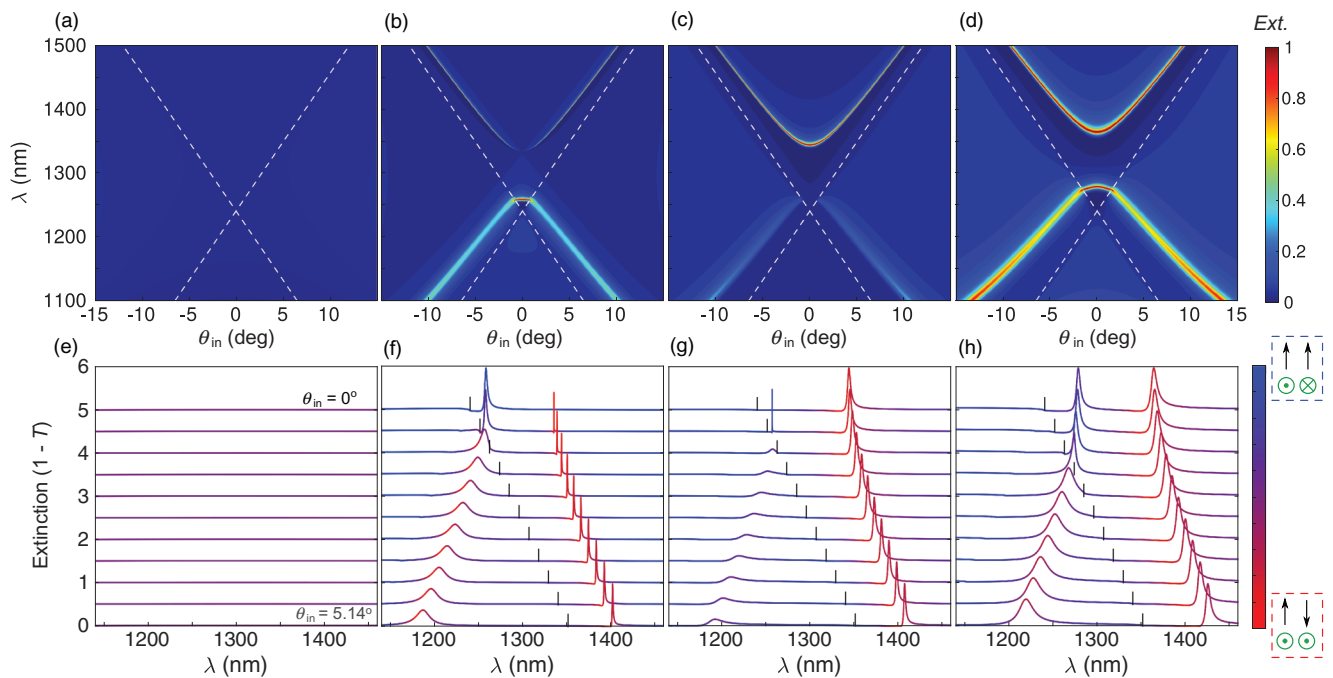 (a) (b) (c) (d) Ext.
1500 1400 1300 1200 1100
λ (nm)
-15 -10 -5 0 5 10
θin (deg)
-10 -5 0 5 10
θin (deg)
-10 -5 0 5 10
θin (deg)
-10 -5 0 5 10 15
θin (deg)
1 0.8 0.6 0.4 0.2 0
(e) (f) (g) (h)
6 5 4 3 2 1 0
Extinction (1 - T)
θin = 0º
θin = 5.14º
1200 1300 1400
λ (nm)
1200 1300 1400
λ (nm)
1200 1300 1400
λ (nm)
1200 1300 1400
λ (nm)